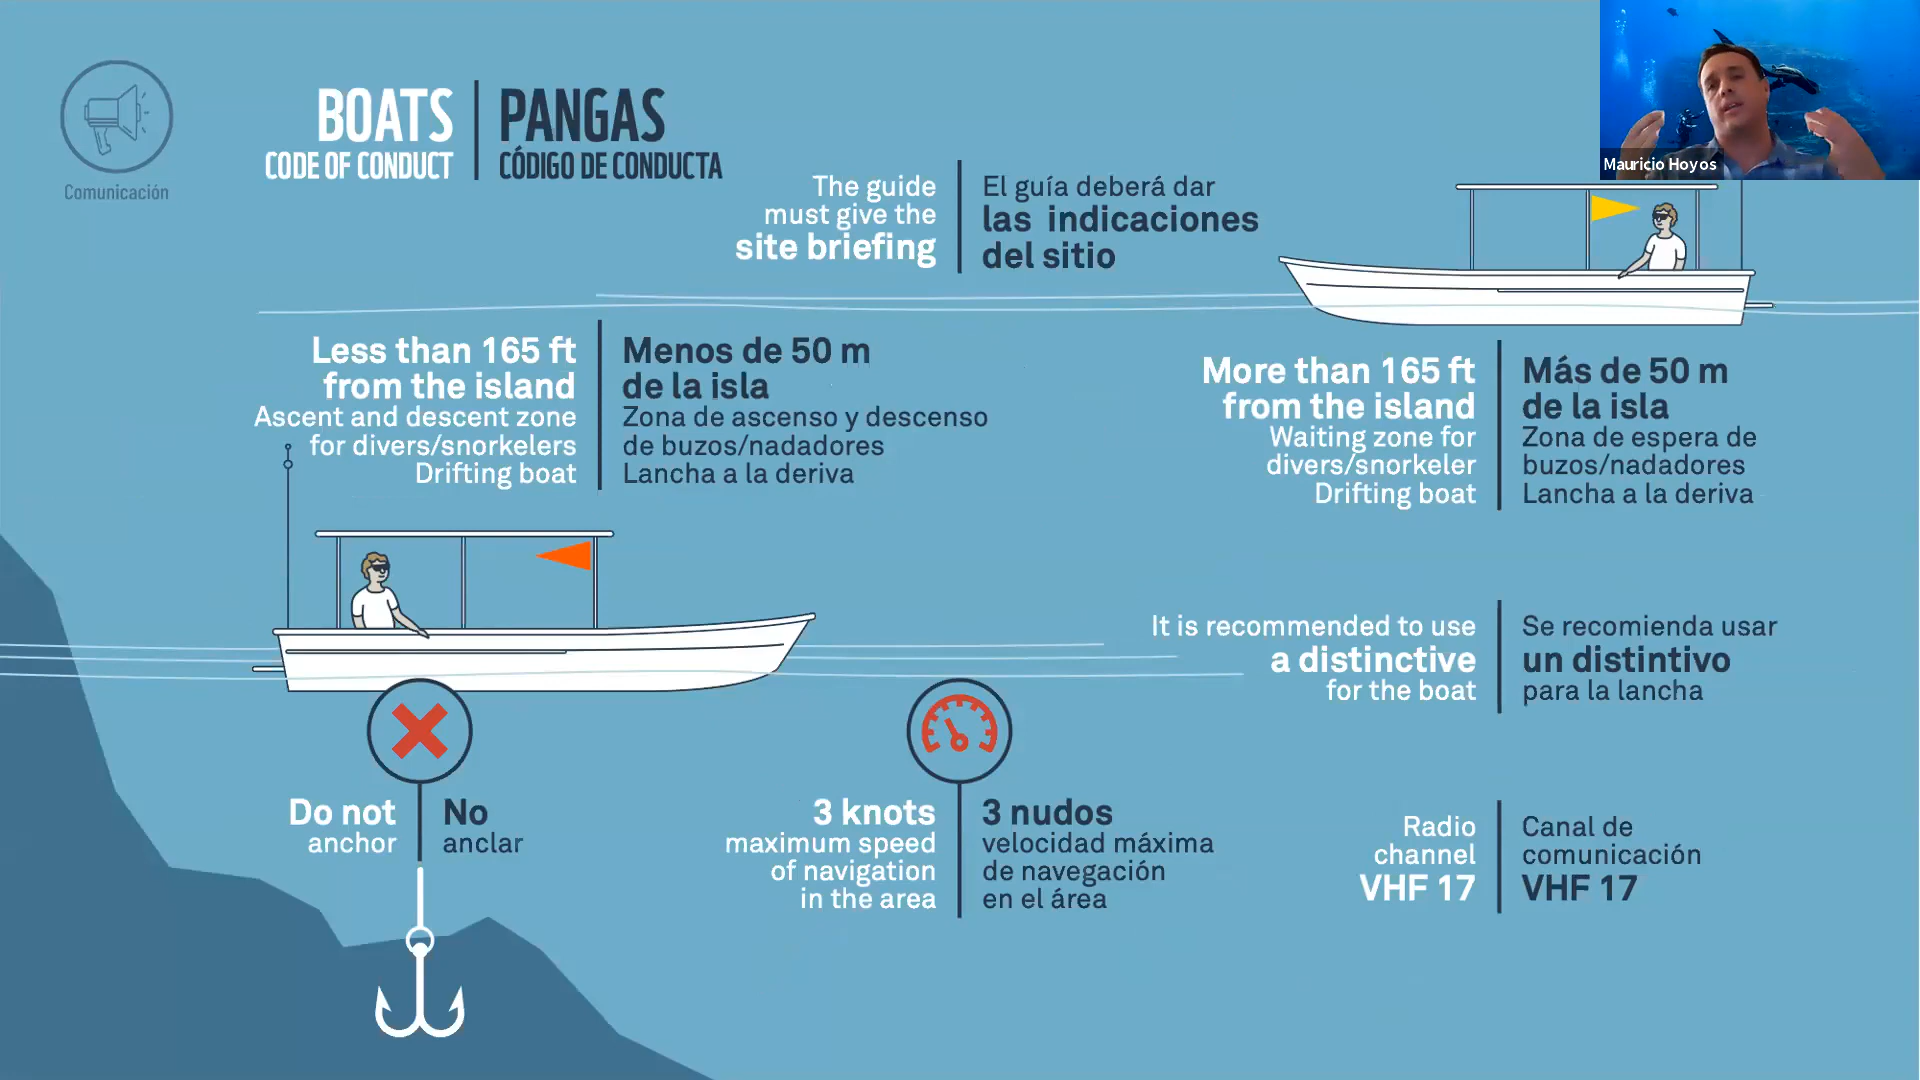 Comunicación
BOATS
CODE OF CONDUCT
PANGAS
CÓDIGO DE CONDUCTA
Mauricio Hoyos
The guide
must give the
site briefing
El guía deberá dar
las indicaciones
del sitio
Less than 165 ft
from the island
Ascent and descent zone
for divers/snorkelers
Drifting boat
Menos de 50 m
de la isla
Zona de ascenso y descenso
de buzos/nadadores
Lancha a la deriva
More than 165 ft
from the island
Waiting zone for
divers/snorkeler
Drifting boat
Más de 50 m
de la isla
Zona de espera de
buzos/nadadores
Lancha a la deriva
It is recommended to use
a distinctive
for the boat
Se recomienda usar
un distintivo
para la lancha
Do not
anchor
No
anclar
3 knots
maximum speed
of navigation
in the area
3 nudos
velocidad máxima
de navegación
en el área
Radio
channel
VHF 17
Canal de
comunicación
VHF 17